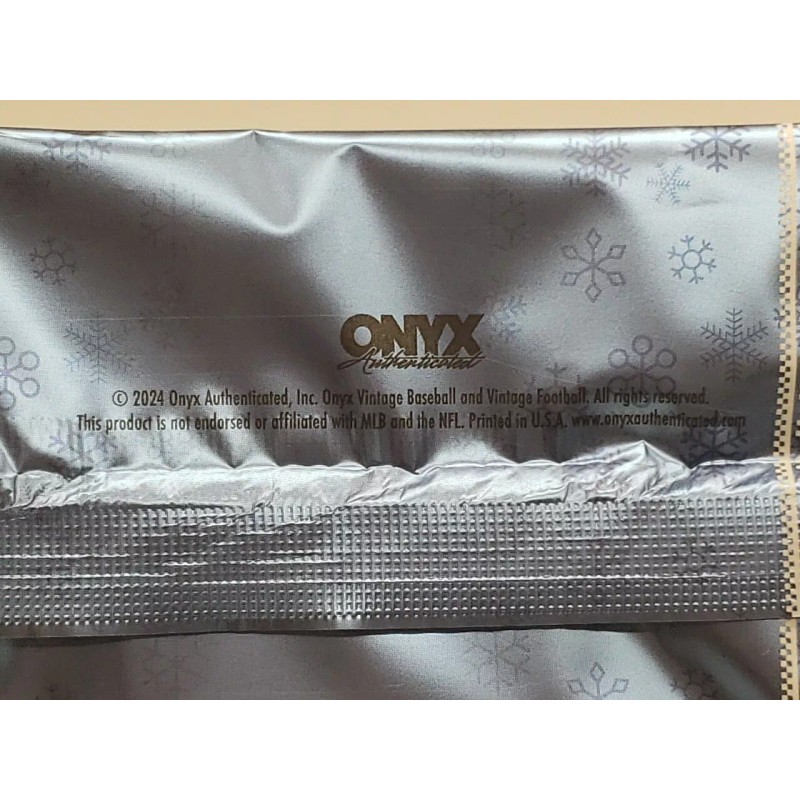 ONYX
Authenticated
© 2024 Onyx Authenticated, Inc. Onyx Vintage Baseball and Vintage Football. All rights reserved.
This product is not endorsed or affiliated with MLB and the NFL. Printed in U.S.A. www.onyxauthenticated.com